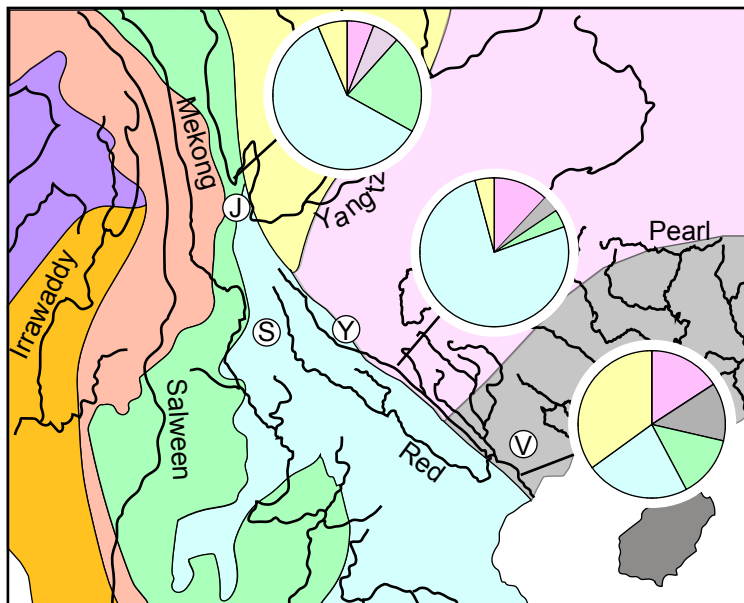 Mekong
J
Yangtz
Pearl
Irrawaddy
S
Y
Salween
Red
V